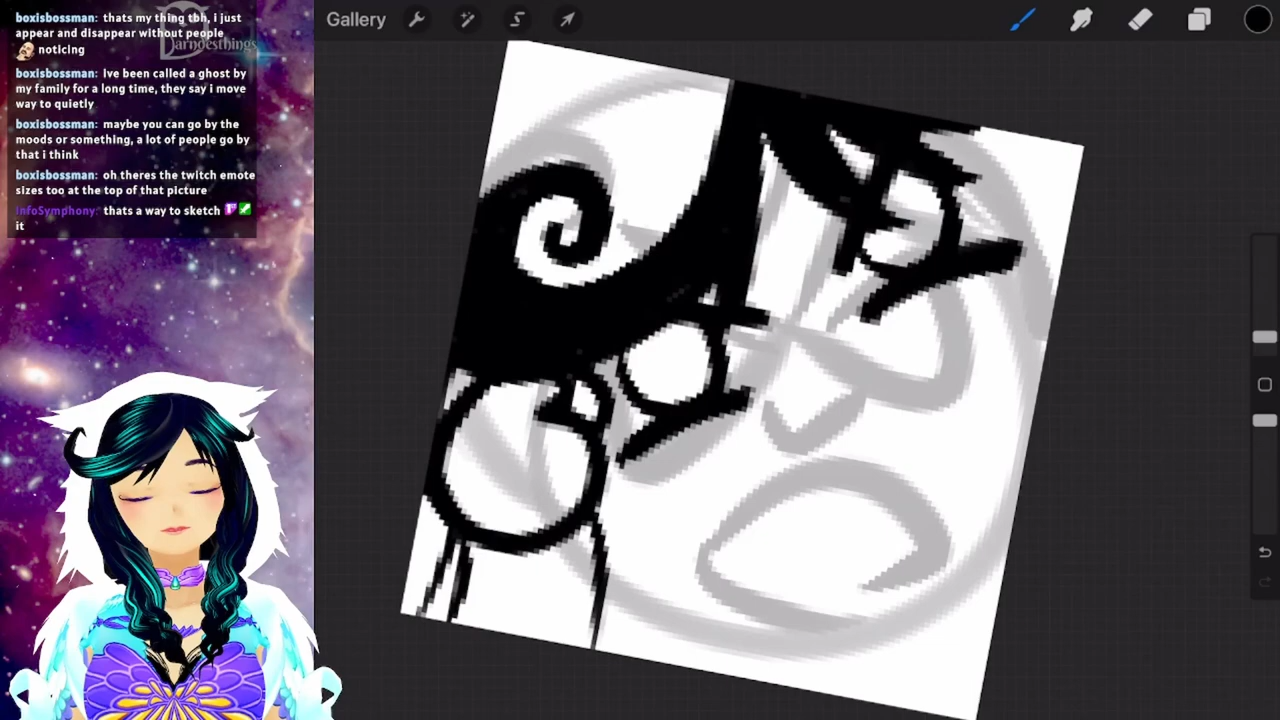 boxisbossman: thats my thing tbh, i just
appear and disappear without people
noticing
boxisbossman: Ive been called a ghost by
my family for a long time, they say i move
way to quietly
boxisbossman: maybe you can go by the
moods or something, a lot of people go by
that i think
boxisbossman: oh theres the twitch emote
sizes too at the top of that picture
InfoSymphony: thats a way to sketch
it
Darndesthings
Gallery